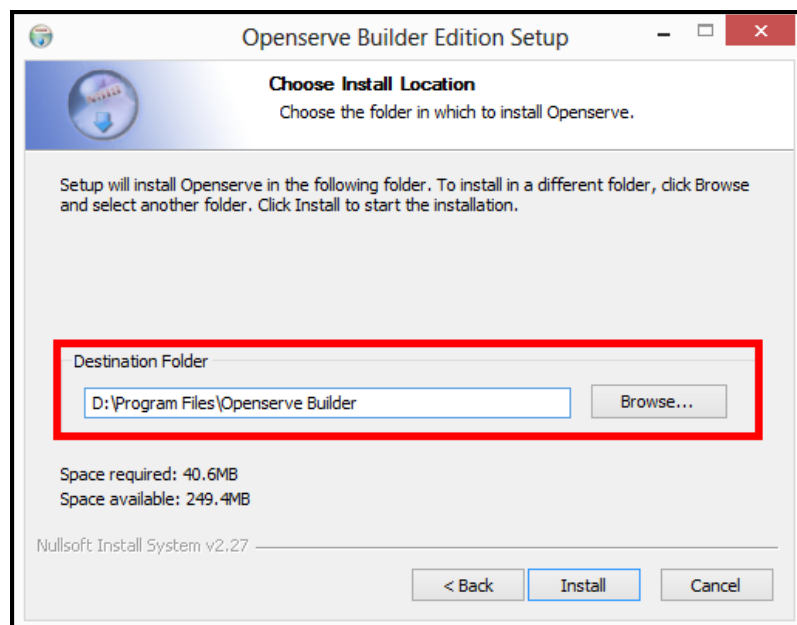 Openserve Builder Edition Setup
Choose Install Location
Choose the folder in which to install Openserve.
Setup will install Openserve in the following folder. To install in a different folder, click Browse
and select another folder. Click Install to start the installation.
Destination Folder
D:\Program Files\Openserve Builder
Browse...
Space required: 40.6MB
Space available: 249.4MB
Nullsoft Install System v2.27
< Back
Install
Cancel